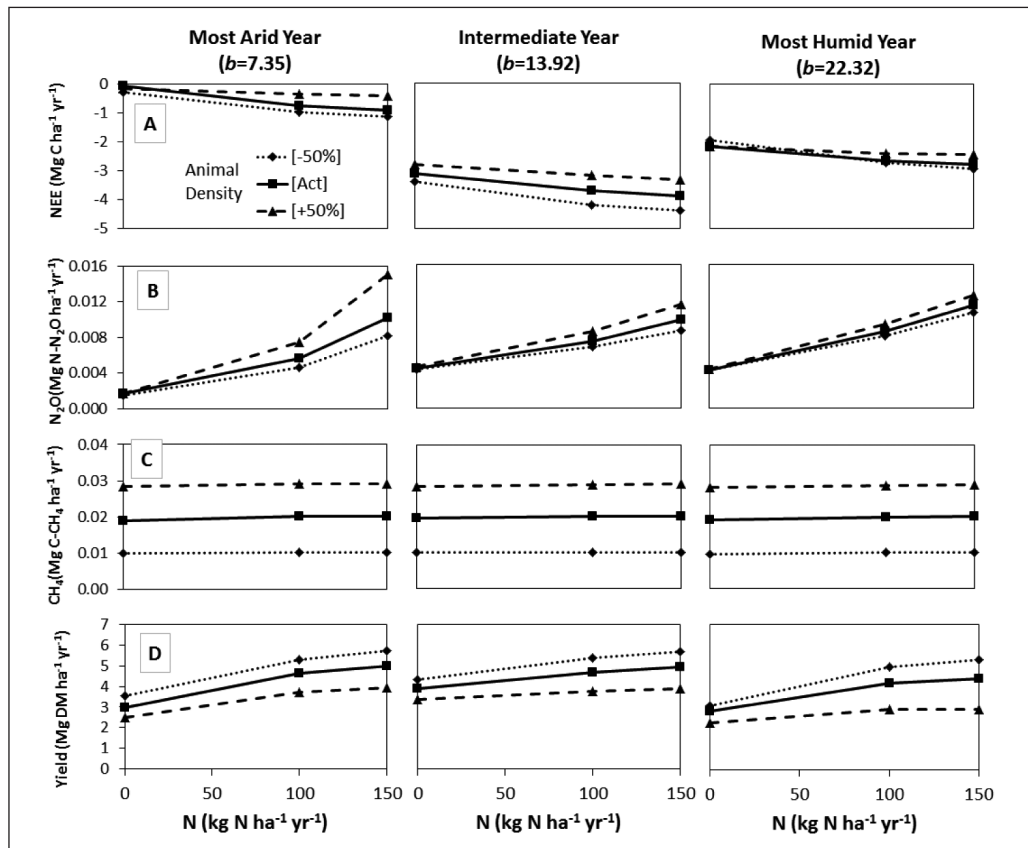 Most Arid Year
(b=7.35)
Intermediate Year
(b=13.92)
Most Humid Year
(b=22.32)
NEE (Mg C ha⁻¹ yr⁻¹)
0
-1
-2
-3
-4
-5
A
Animal
Density
[-50%]
[Act]
[+50%]
N₂O(Mg N-N₂O ha⁻¹ yr⁻¹)
0.016
0.012
0.008
0.004
0.000
B
CH₄(Mg C-CH₄ ha⁻¹ yr⁻¹)
0.04
0.03
0.02
0.01
0.00
C
Yield (Mg DM ha⁻¹ yr⁻¹)
7
6
5
4
3
2
1
0
D
0 50 100 150
0 50 100 150
0 50 100 150
N (kg N ha⁻¹ yr⁻¹)
N (kg N ha⁻¹ yr⁻¹)
N (kg N ha⁻¹ yr⁻¹)